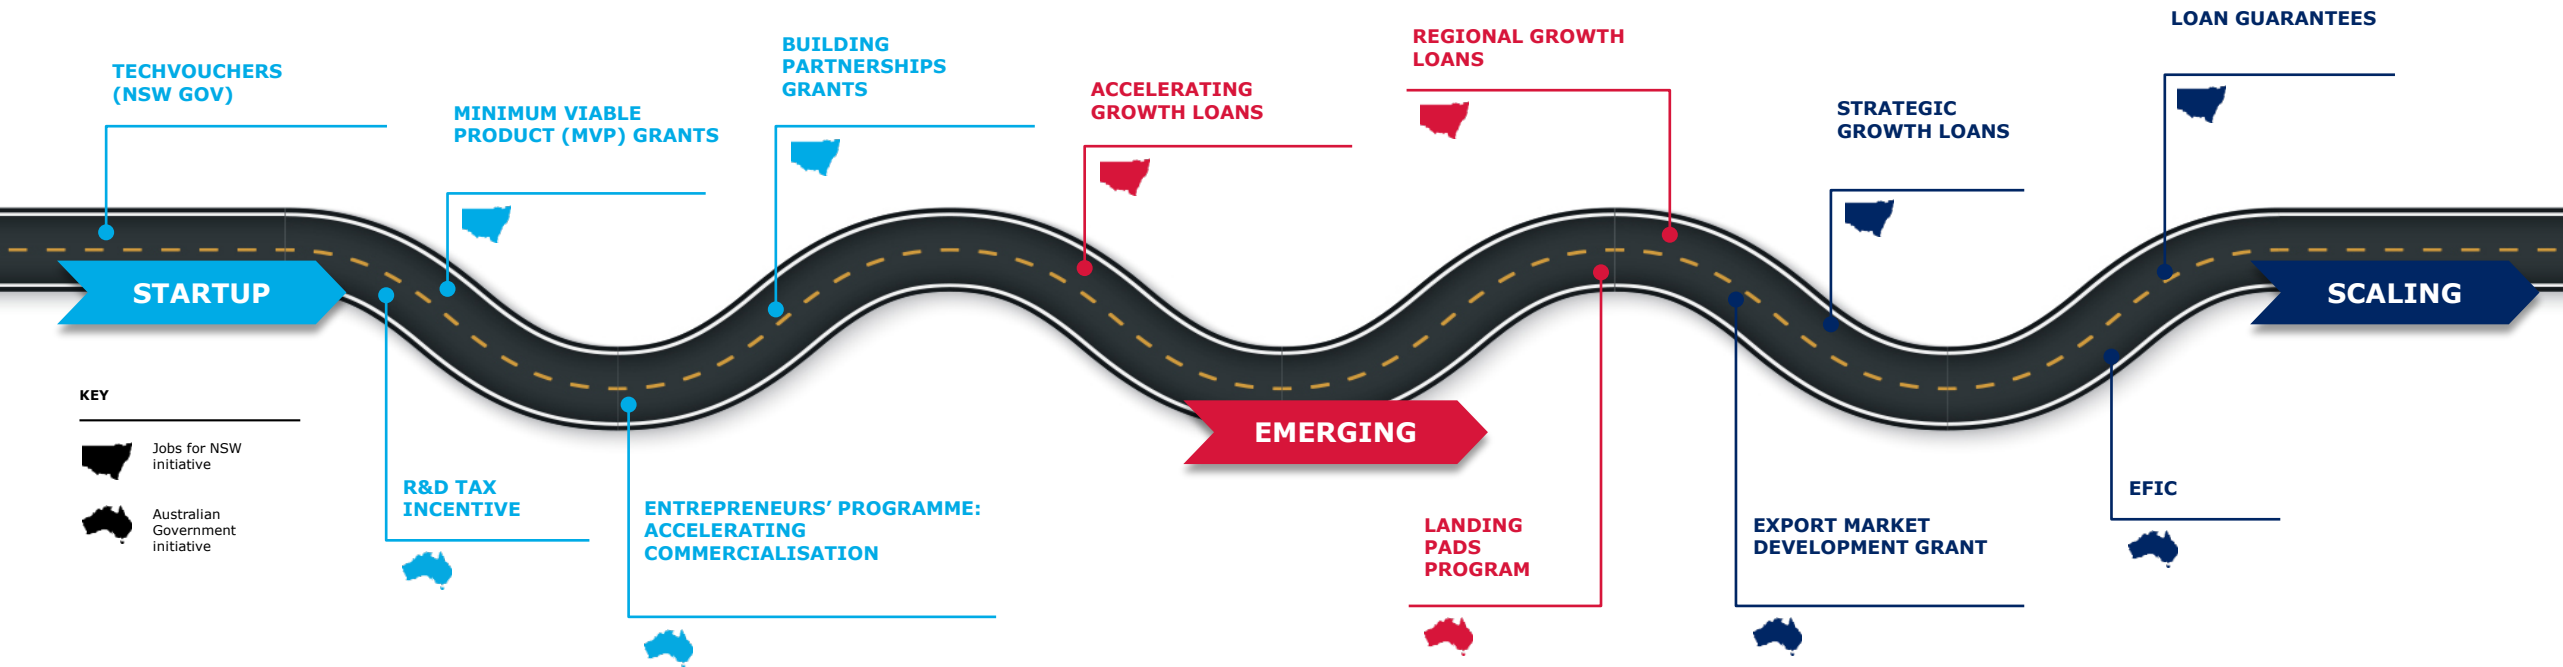 TECHVOUCHERS
(NSW GOV)
MINIMUM VIABLE
PRODUCT (MVP) GRANTS
BUILDING
PARTNERSHIPS
GRANTS
ACCELERATING
GROWTH LOANS
REGIONAL GROWTH
LOANS
STRATEGIC
GROWTH LOANS
LOAN GUARANTEES
STARTUP
EMERGING
SCALING
KEY
Jobs for NSW
initiative
Australian
Government
initiative
R&D TAX
INCENTIVE
ENTREPRENEURS’ PROGRAMME:
ACCELERATING
COMMERCIALISATION
LANDING
PADS
PROGRAM
EXPORT MARKET
DEVELOPMENT GRANT
EFIC